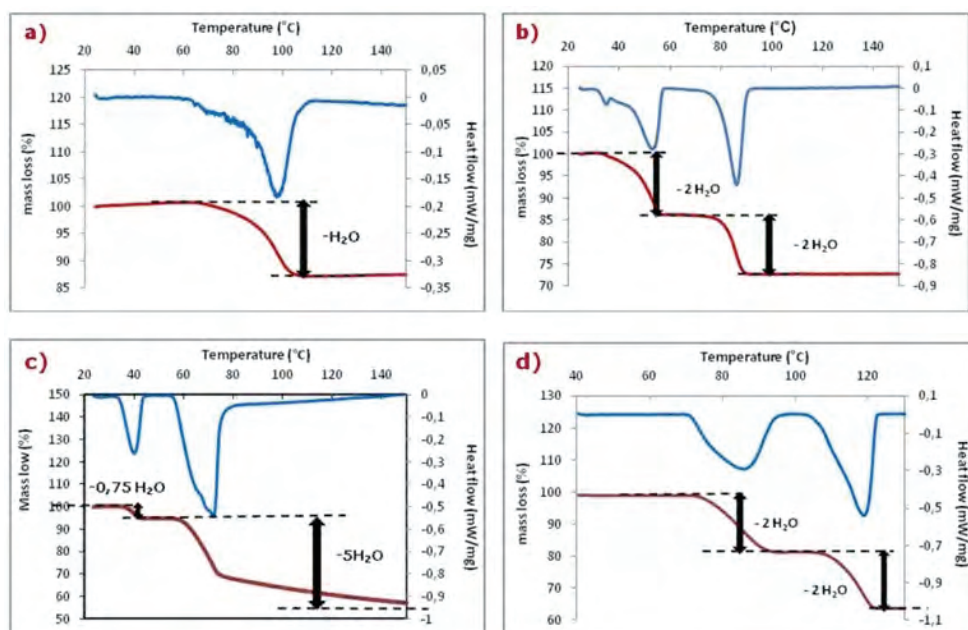 a)
Temperature (°C)
20 40 60 80 100 120 140
125
120
115
110
105
100
95
90
85
mass loss (%)
0,05
0
-0,05
-0,1
-0,15
-0,2
-0,25
-0,3
-0,35
Heat flow (mW/mg)
-H₂O
b)
Temperature (°C)
20 40 60 80 100 120 140
120
115
110
105
100
95
90
85
80
75
70
mass loss (%)
0,1
0
-0,1
-0,2
-0,3
-0,4
-0,5
-0,6
-0,7
-0,8
-0,9
Heat flow (mW/mg)
- 2 H₂O
- 2 H₂O
c)
Temperature (°C)
20 40 60 80 100 120 140
150
140
130
120
110
100
90
80
70
60
50
Mass low (%)
0
-0,1
-0,2
-0,3
-0,4
-0,5
-0,6
-0,7
-0,8
-0,9
-1
Heat flow (mW/mg)
-0,75 H₂O
-5H₂O
d)
Temperature (°C)
40 60 80 100 120
130
120
110
100
90
80
70
60
mass loss (%)
0,1
-0,1
-0,3
-0,5
-0,7
-0,9
-1,1
Heat flow (mW/mg)
- 2 H₂O
- 2 H₂O